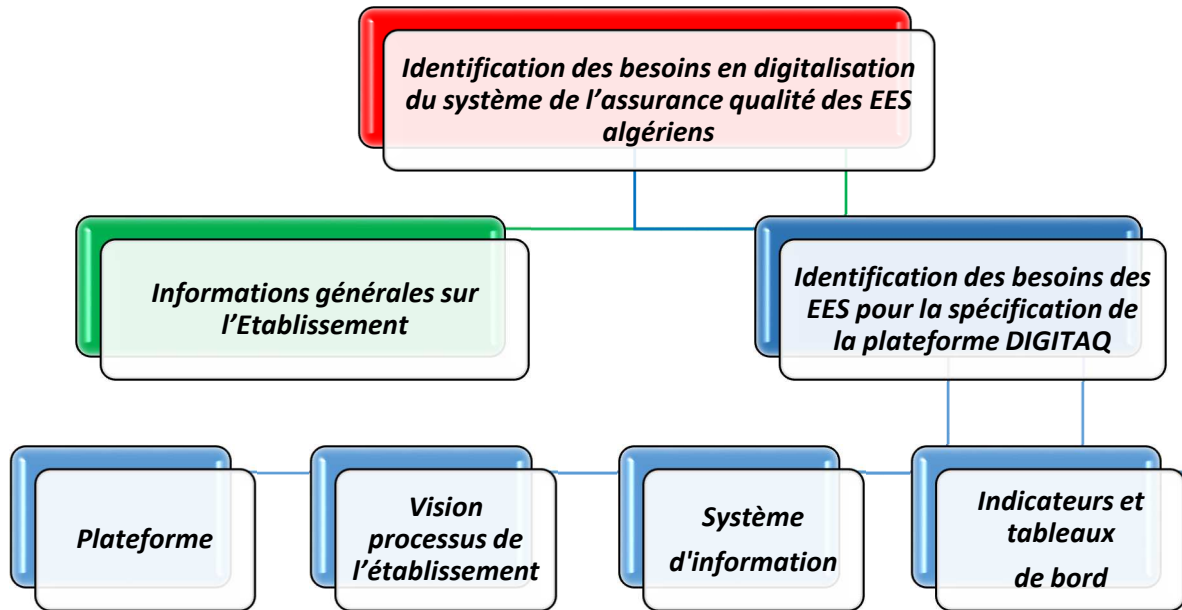 Identification des besoins en digitalisation
du système de l’assurance qualité des EES
algériens
Informations générales sur
l’Etablissement
Identification des besoins des
EES pour la spécification de
la plateforme DIGITAQ
Plateforme
Vision
processus de
l’établissement
Système
d'information
Indicateurs et
tableaux
de bord